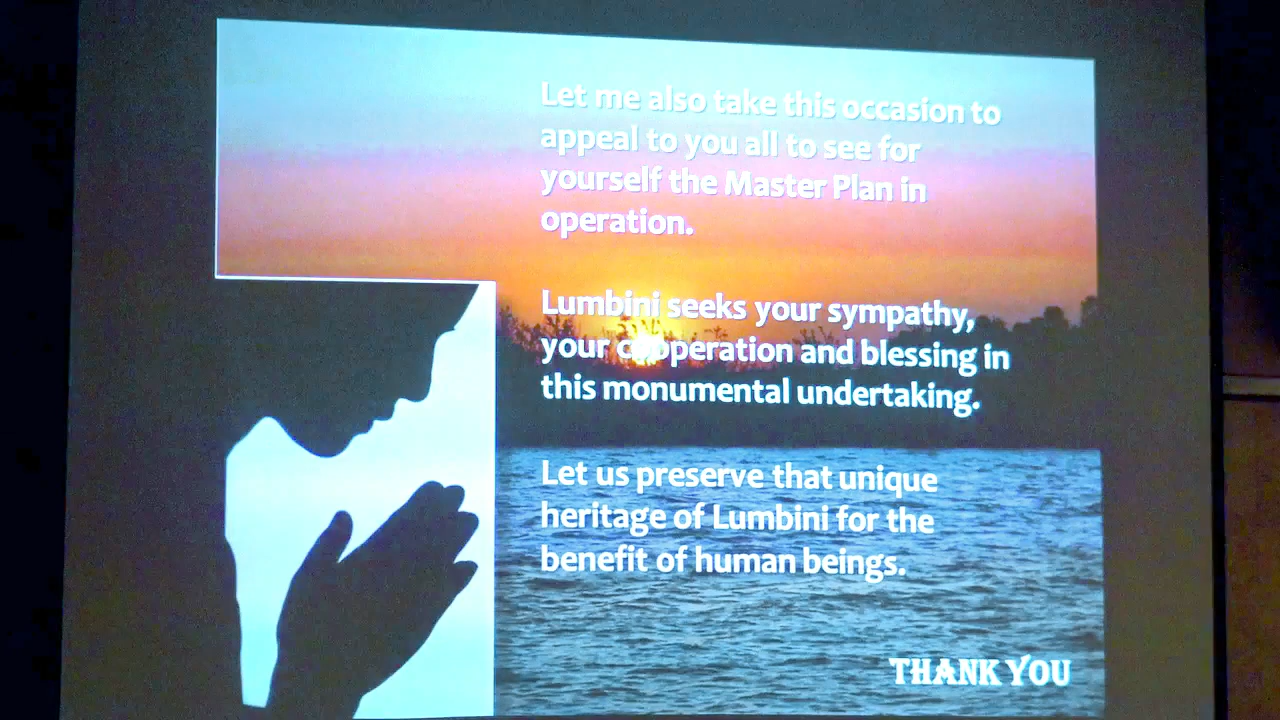 Let me also take this occasion to
appeal to you all to see for
yourself the Master Plan in
operation.
Lumbini seeks your sympathy,
your cooperation and blessing in
this monumental undertaking.
Let us preserve that unique
heritage of Lumbini for the
benefit of human beings.
THANK YOU